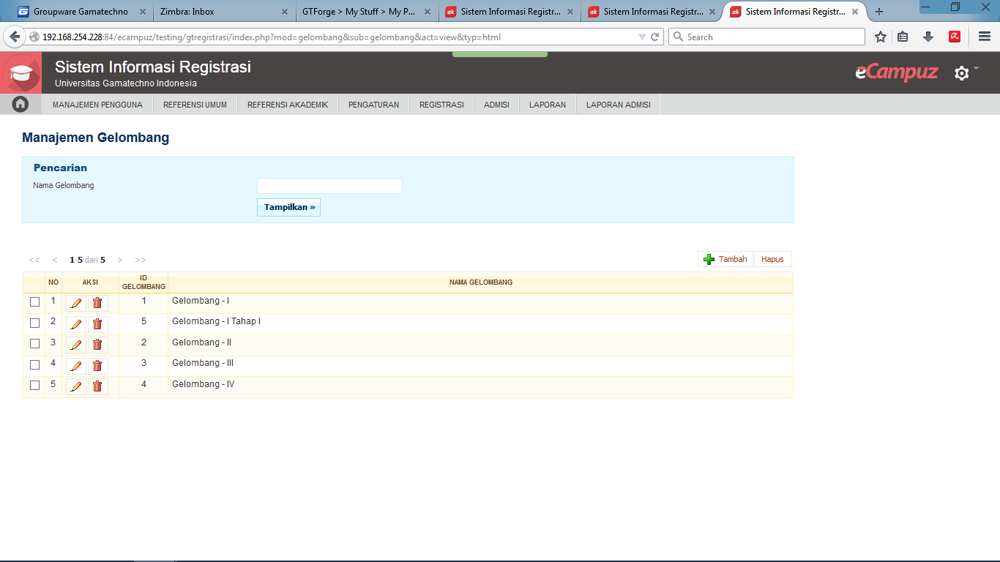 Groupware Gamatechno
Zimbra: Inbox
GTForge > My Stuff > My P...
Sistem Informasi Registr...
Sistem Informasi Registr...
Sistem Informasi Registr...
192.168.254.228:84/ecampuz/testing/gtregistrasi/index.php?mod=gelombang&sub=gelombang&act=view&typ=html
Search
Sistem Informasi Registrasi
Universitas Gamatechno Indonesia
eCampuz
MANAJEMEN PENGGUNA REFERENSI UMUM REFERENSI AKADEMIK PENGATURAN REGISTRASI ADMISI LAPORAN LAPORAN ADMISI
Manajemen Gelombang
Pencarian
Nama Gelombang
Tampilkan »
<< < 1-5 dari 5 > >>
Tambah Hapus
NO AKSI ID GELOMBANG NAMA GELOMBANG
1 1 Gelombang - I
2 5 Gelombang - I Tahap I
3 2 Gelombang - II
4 3 Gelombang - III
5 4 Gelombang - IV